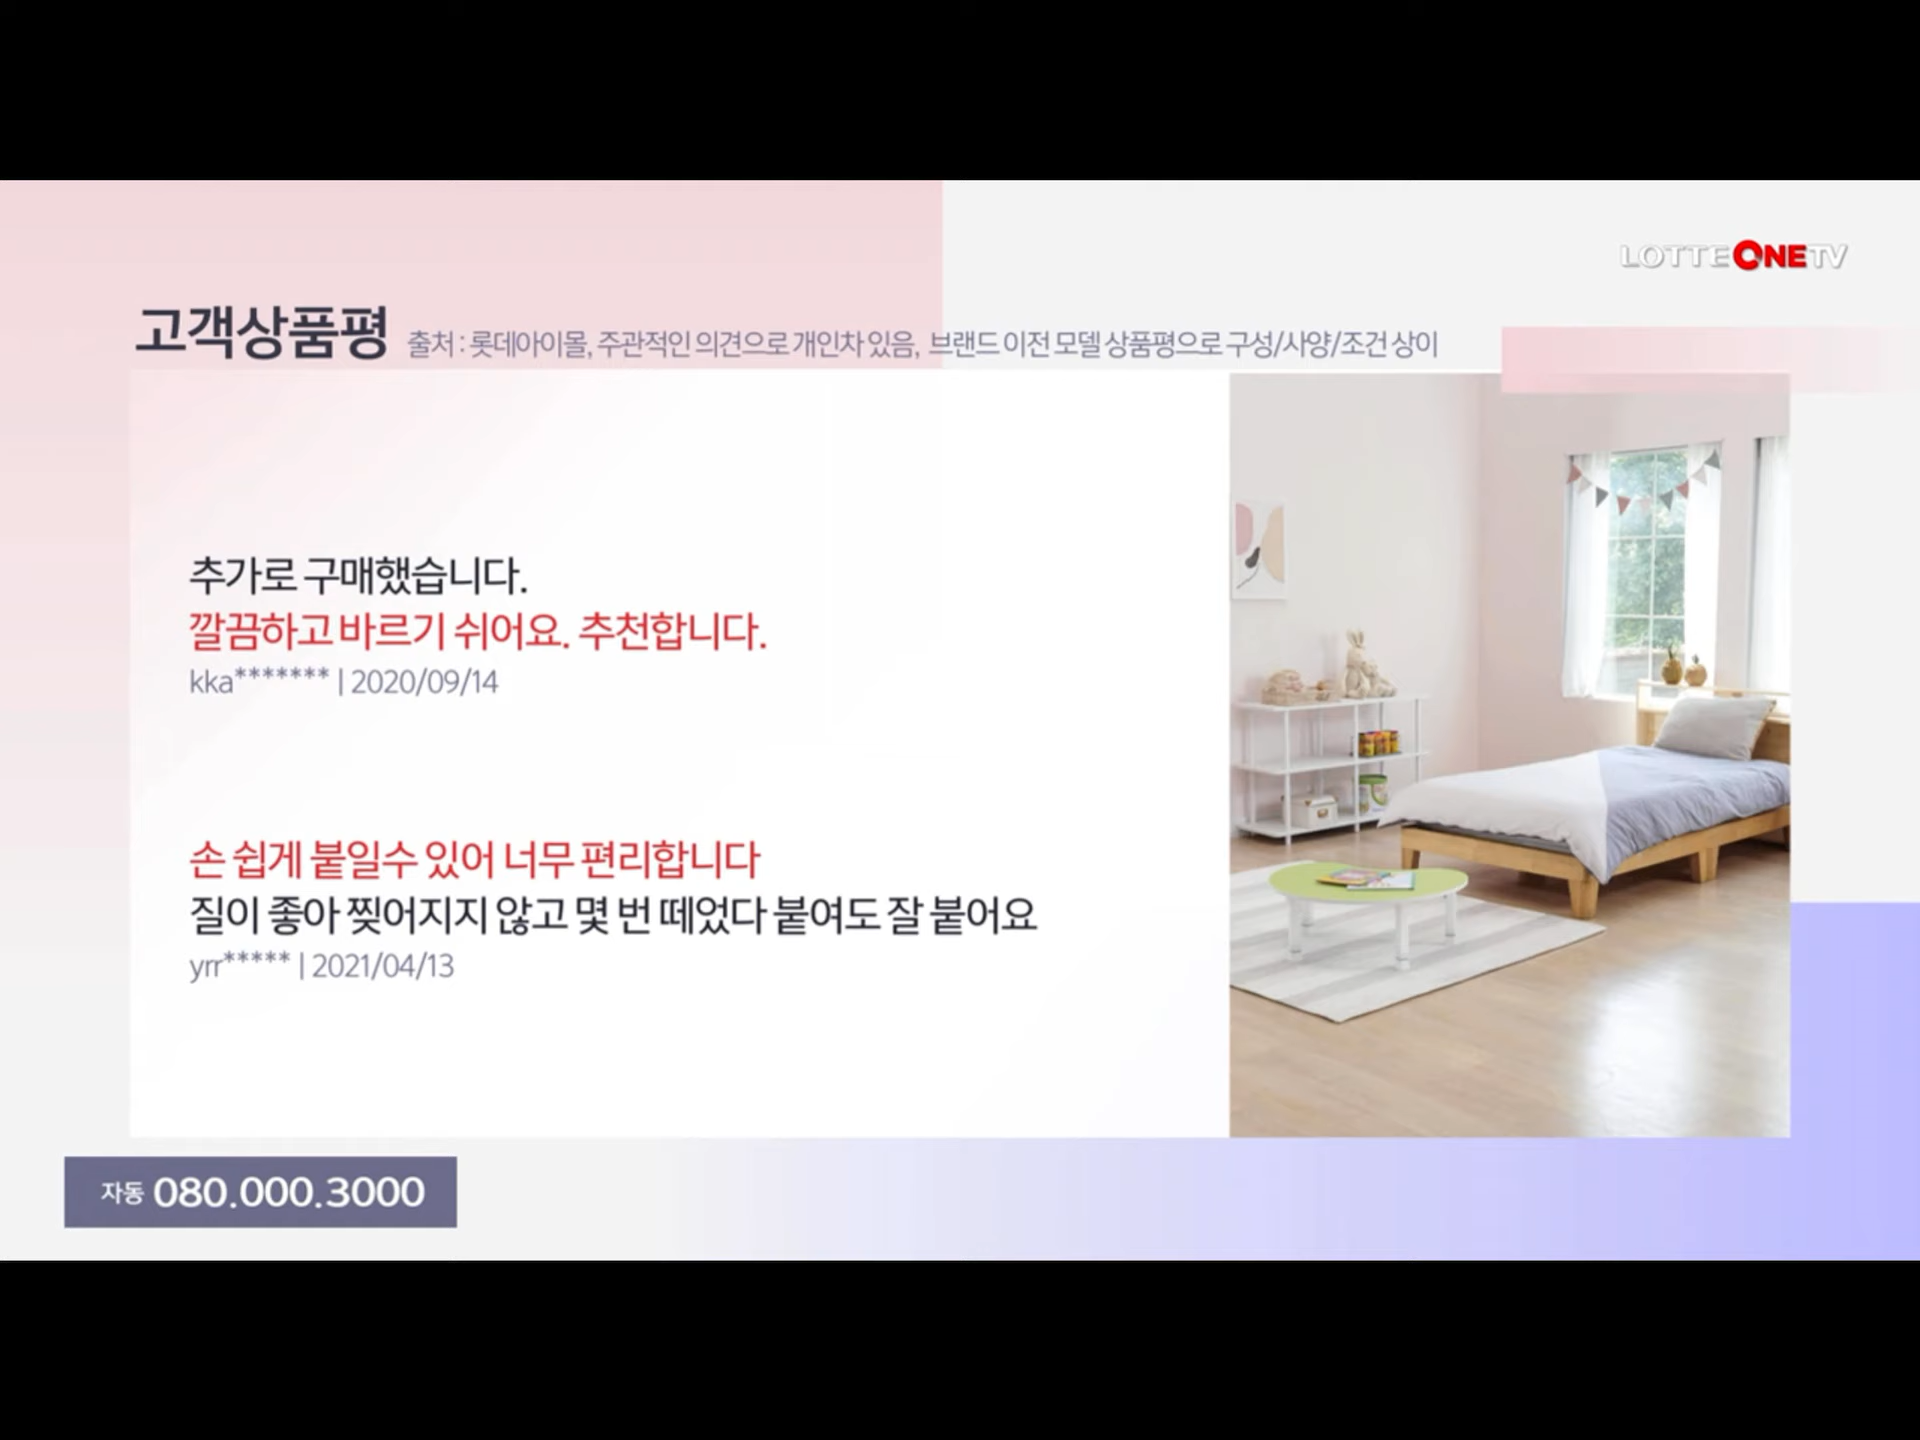 LOTTE ONE TV
고객상품평 출처 : 롯데아이몰, 주관적인 의견으로 개인차 있음, 브랜드 이전 모델 상품평으로 구성/사양/조건 상이
추가로 구매했습니다.
깔끔하고 바르기 쉬어요. 추천합니다.
kka******* | 2020/09/14
손 쉽게 붙일수 있어 너무 편리합니다
질이 좋아 찢어지지 않고 몇 번 떼었다 붙여도 잘 붙어요
yrr***** | 2021/04/13
자동 080.000.3000